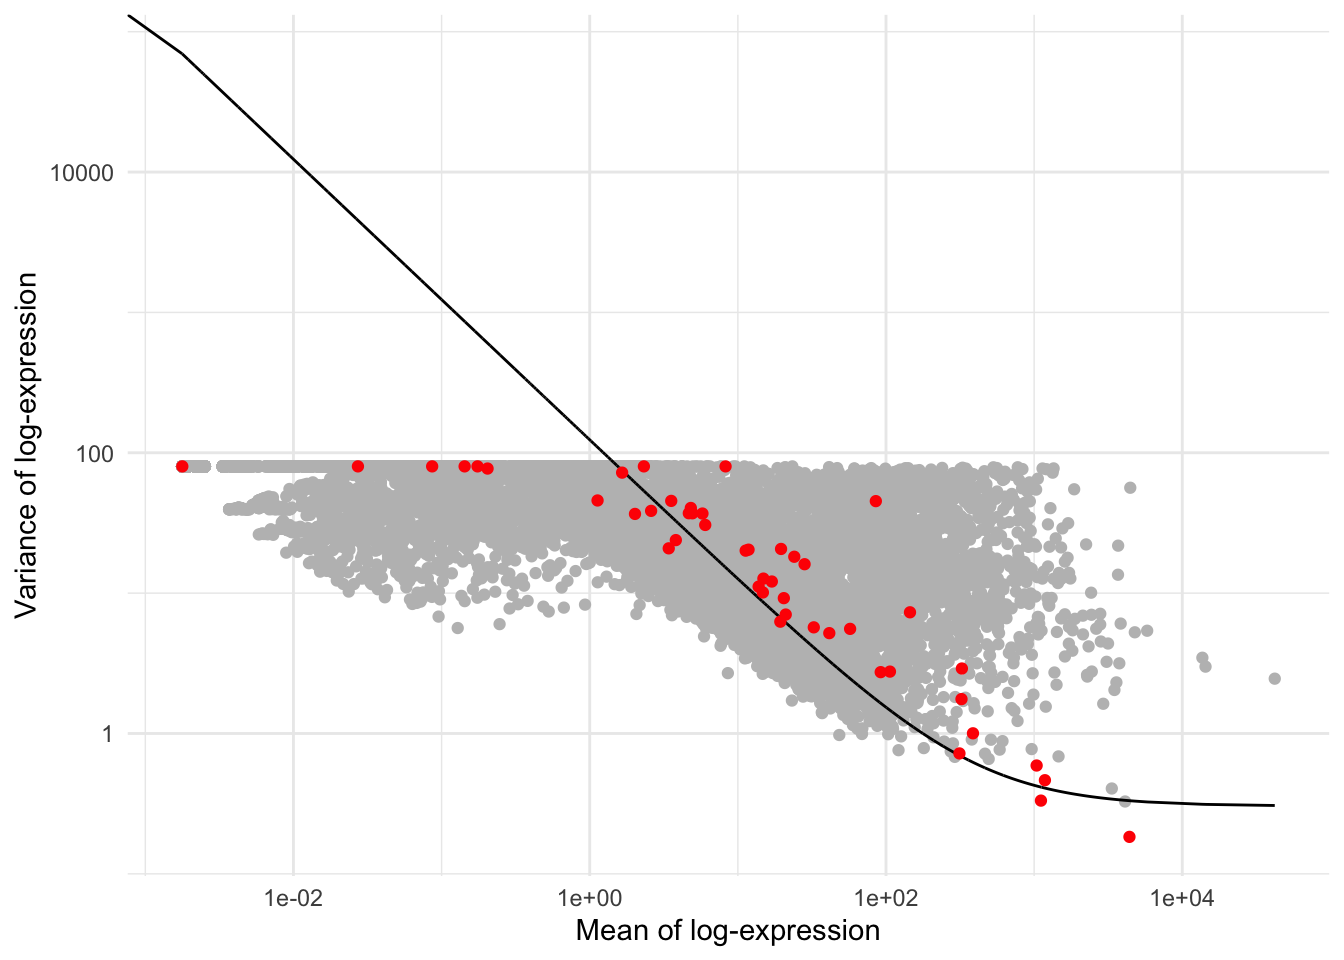 10000
100
1
Variance of log-expression
1e-02
1e+00
1e+02
1e+04
Mean of log-expression